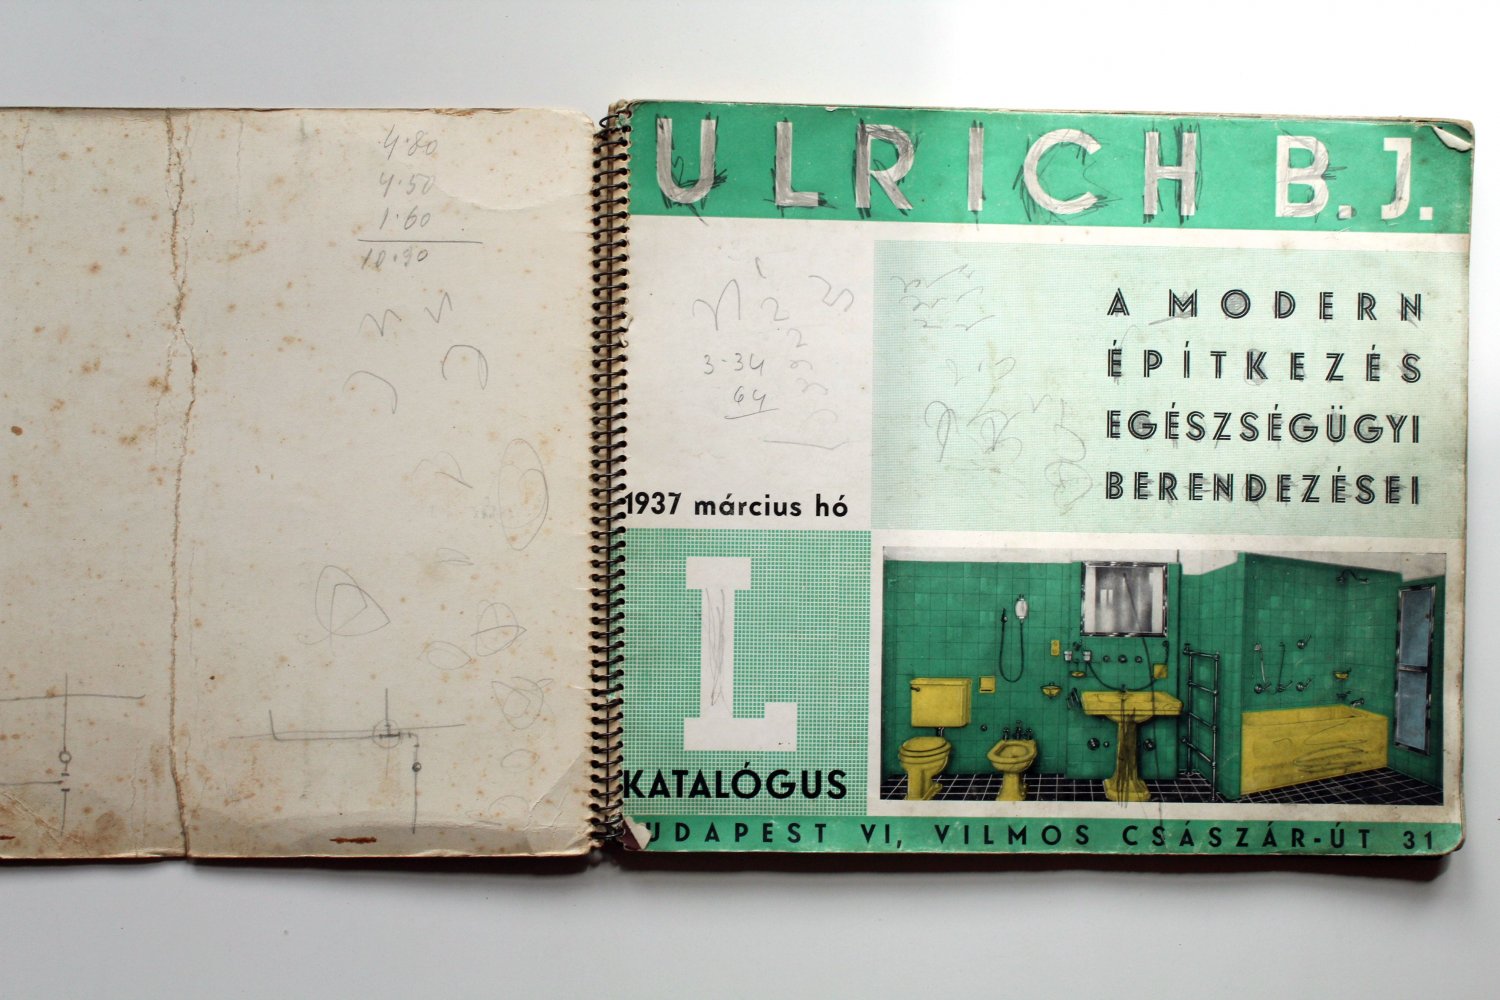 4.80
4.50
1.60
10.90
ULRICH B. J.
A MODERN
ÉPÍTKEZÉS
EGÉSZSÉGÜGYI
BERENDEZÉSEI
3-34
64
1937 március hó
L
KATALÓGUS
BUDAPEST VI, VILMOS CSÁSZÁR-ÚT 31